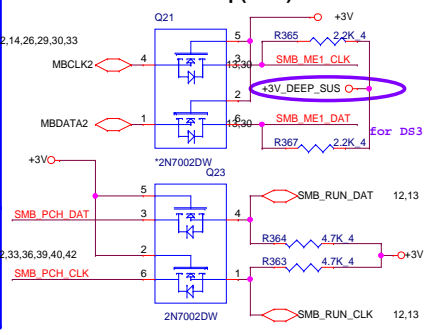 Q21
+3V
2,14,26,29,30,33
5
R365
2.2K_4
MBCLK2
4
3
13,30
SMB_ME1_CLK
2
+3V_DEEP_SUS
MBDATA2
1
6
13,30
SMB_ME1_DAT
for DS3
R367
2.2K_4
*2N7002DW
+3V
Q23
5
SMB_RUN_DAT
12,13
SMB_PCH_DAT
3
4
R364
4.7K_4
2,33,36,39,40,42
2
+3V
R363
4.7K_4
SMB_PCH_CLK
6
1
2N7002DW
SMB_RUN_CLK
12,13